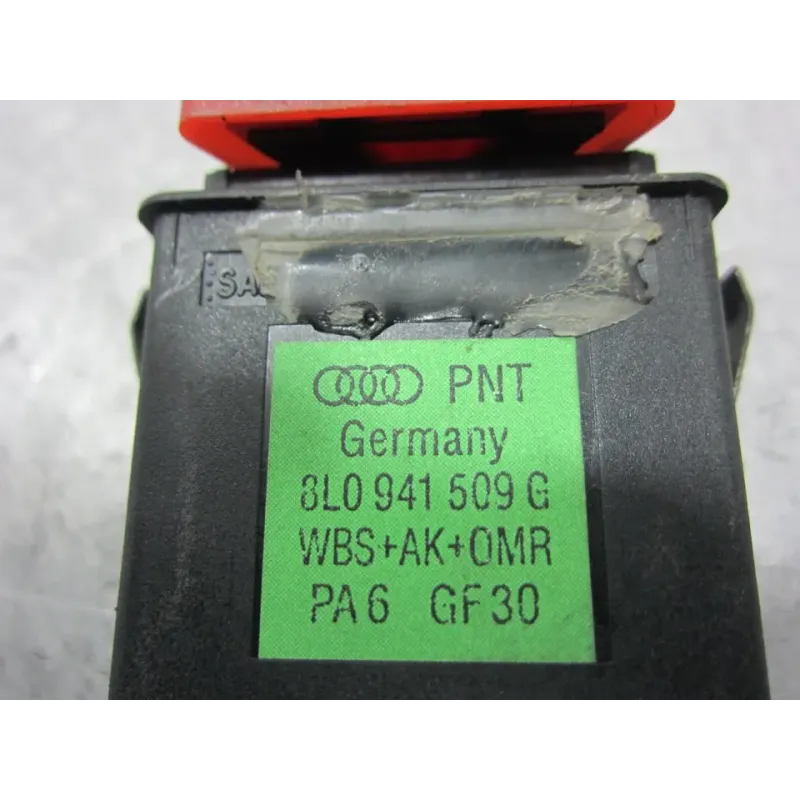 PNT
Germany
8L0 941 509 G
WBS+AK+OMR
PA6 GF30